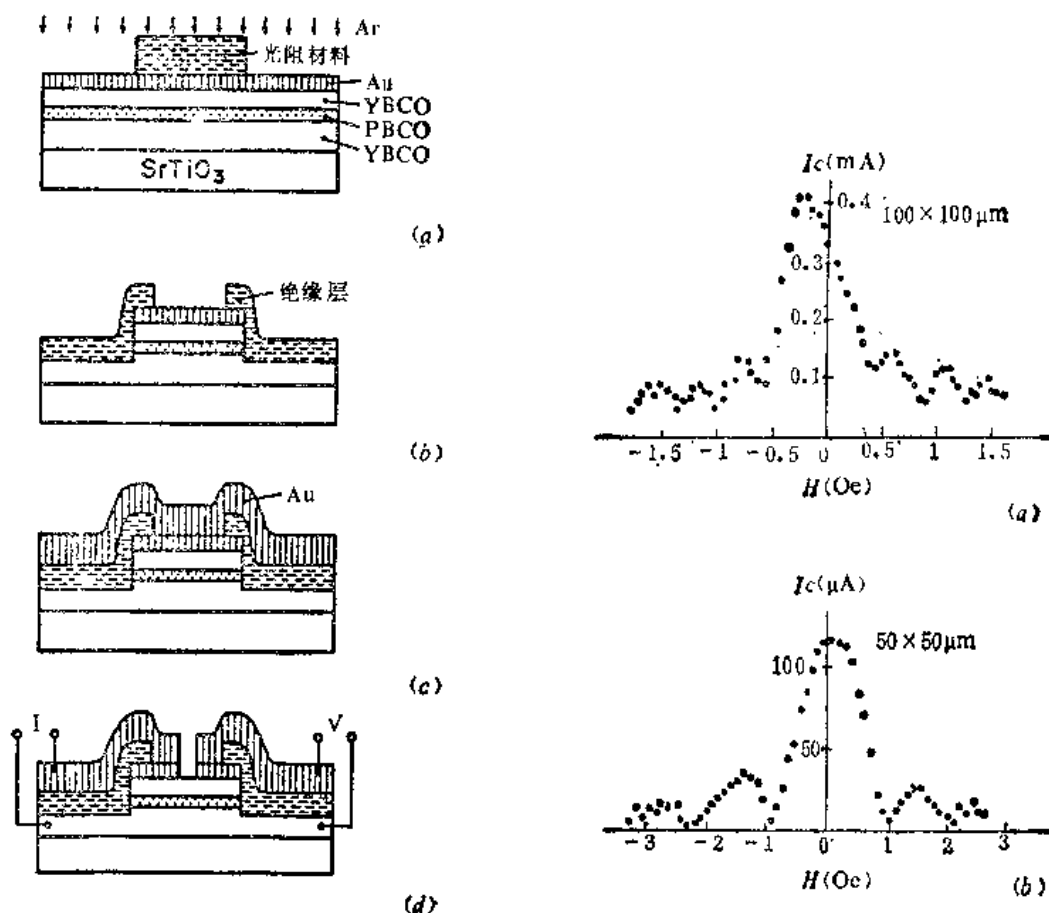 Ar
光阻材料
Au
YBCO
PBCO
YBCO
SrTiO₃
(a)
绝缘层
(b)
Au
(c)
I
V
(d)
Ic(mA)
100×100μm
0.4
0.3
0.2
0.1
-1.5 -1 -0.5 0 0.5 1 1.5
H(Oe)
(a)
Ic(μA)
50×50μm
100
50
-3 -2 -1 0 1 2 3
H(Oe)
(b)